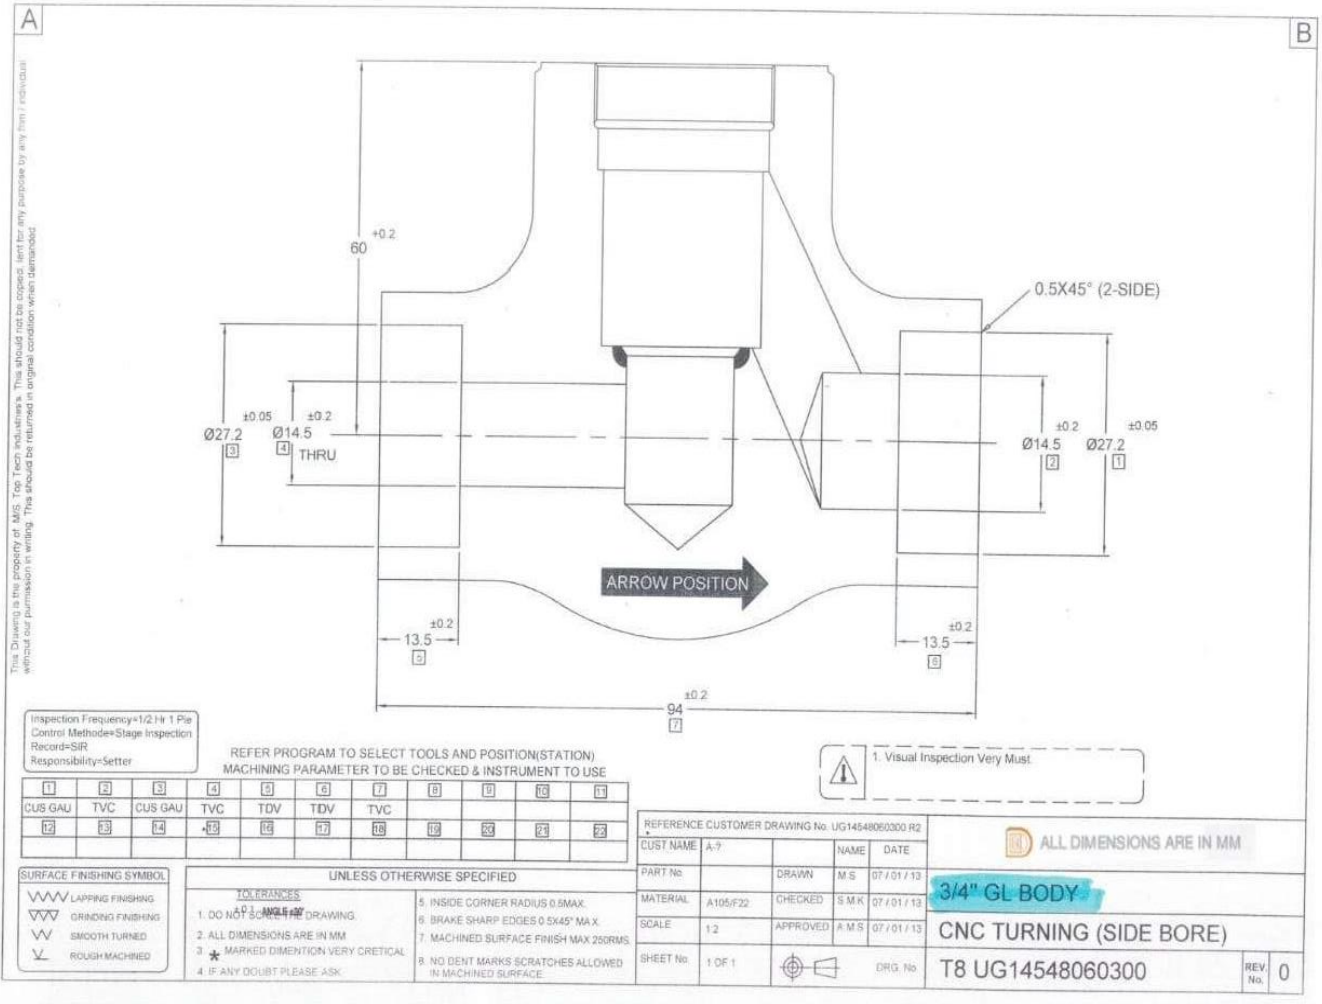 A
B
This Drawing is the property of M/S. Top Tech Industries's. This should not be copied, lent for any purpose by any firm / individual
without our purmission in writing. This should be returned in original condition when demanded.
+0.2
60
0.5X45° (2-SIDE)
±0.05
Ø27.2
3
±0.2
Ø14.5
4
THRU
±0.2
Ø14.5
2
±0.05
Ø27.2
1
ARROW POSITION
±0.2
13.5
5
±0.2
13.5
6
±0.2
94
7
Inspection Frequency=1/2 Hr 1 Pie
Control Methode=Stage Inspection
Record=SIR
Responsibility=Setter
REFER PROGRAM TO SELECT TOOLS AND POSITION(STATION)
MACHINING PARAMETER TO BE CHECKED & INSTRUMENT TO USE
1 2 3 4 5 6 7 8 9 10 11
CUS GAU TVC CUS GAU TVC TDV TDV TVC
12 13 14 15 16 17 18 19 20 21 22
1. Visual Inspection Very Must.
SURFACE FINISHING SYMBOL
LAPPING FINISHING
GRINDING FINISHING
SMOOTH TURNED
ROUGH MACHINED
UNLESS OTHERWISE SPECIFIED
TOLERANCES
1. DO NOT SCALE THE DRAWING.
2. ALL DIMENSIONS ARE IN MM
3. * MARKED DIMENTION VERY CRETICAL
4. IF ANY DOUBT PLEASE ASK
5. INSIDE CORNER RADIUS 0.5MAX.
6. BRAKE SHARP EDGES 0.5X45° MAX.
7. MACHINED SURFACE FINISH MAX 250RMS.
8. NO DENT MARKS SCRATCHES ALLOWED
IN MACHINED SURFACE.
REFERENCE CUSTOMER DRAWING No. UG14548060300 R2
CUST NAME A-? NAME DATE
PART No. DRAWN M S 07 / 01 / 13
MATERIAL A105/F22 CHECKED S M K 07 / 01 / 13
SCALE 1:2 APPROVED A M S 07 / 01 / 13
SHEET No. 1 OF 1 DRG. No.
ALL DIMENSIONS ARE IN MM
3/4" GL BODY
CNC TURNING (SIDE BORE)
T8 UG14548060300
REV. No. 0